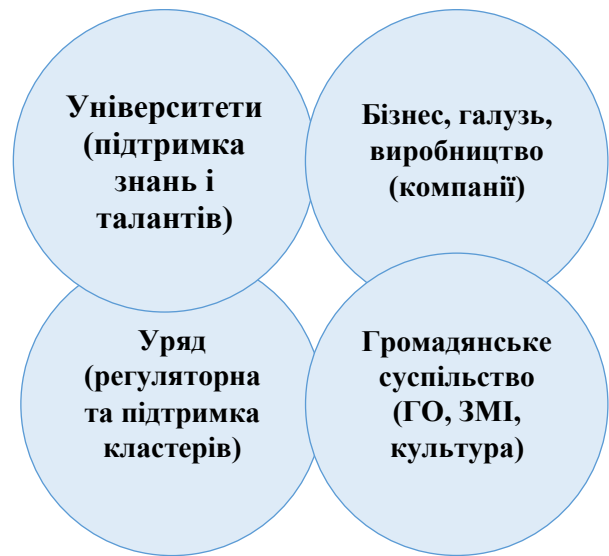 Університети
(підтримка
знань і
талантів)
Бізнес, галузь,
виробництво
(компанії)
Уряд
(регуляторна
та підтримка
кластерів)
Громадянське
суспільство
(ГО, ЗМІ,
культура)